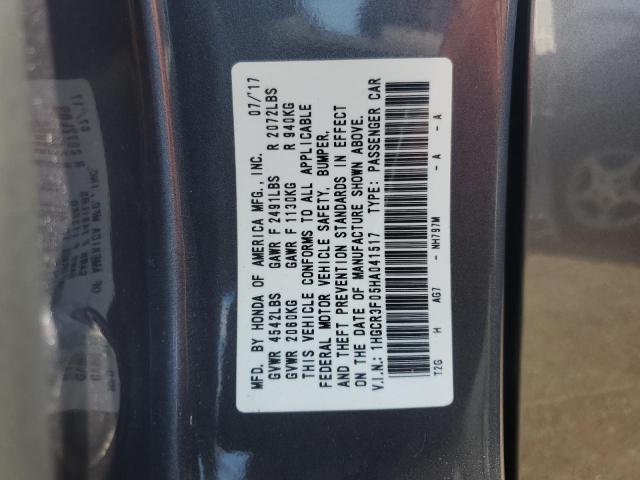 MFD. BY HONDA OF AMERICA MFG., INC. 07/17
GVWR 4542LBS GAWR F 2491LBS R 2072LBS
GVWR 2060KG GAWR F 1130KG R 940KG
THIS VEHICLE CONFORMS TO ALL APPLICABLE
FEDERAL MOTOR VEHICLE SAFETY, BUMPER,
AND THEFT PREVENTION STANDARDS IN EFFECT
ON THE DATE OF MANUFACTURE SHOWN ABOVE.
V.I.N.: 1HGCR3F05HA041517 TYPE: PASSENGER CAR
T2G H AG7 - NH797M - A - A